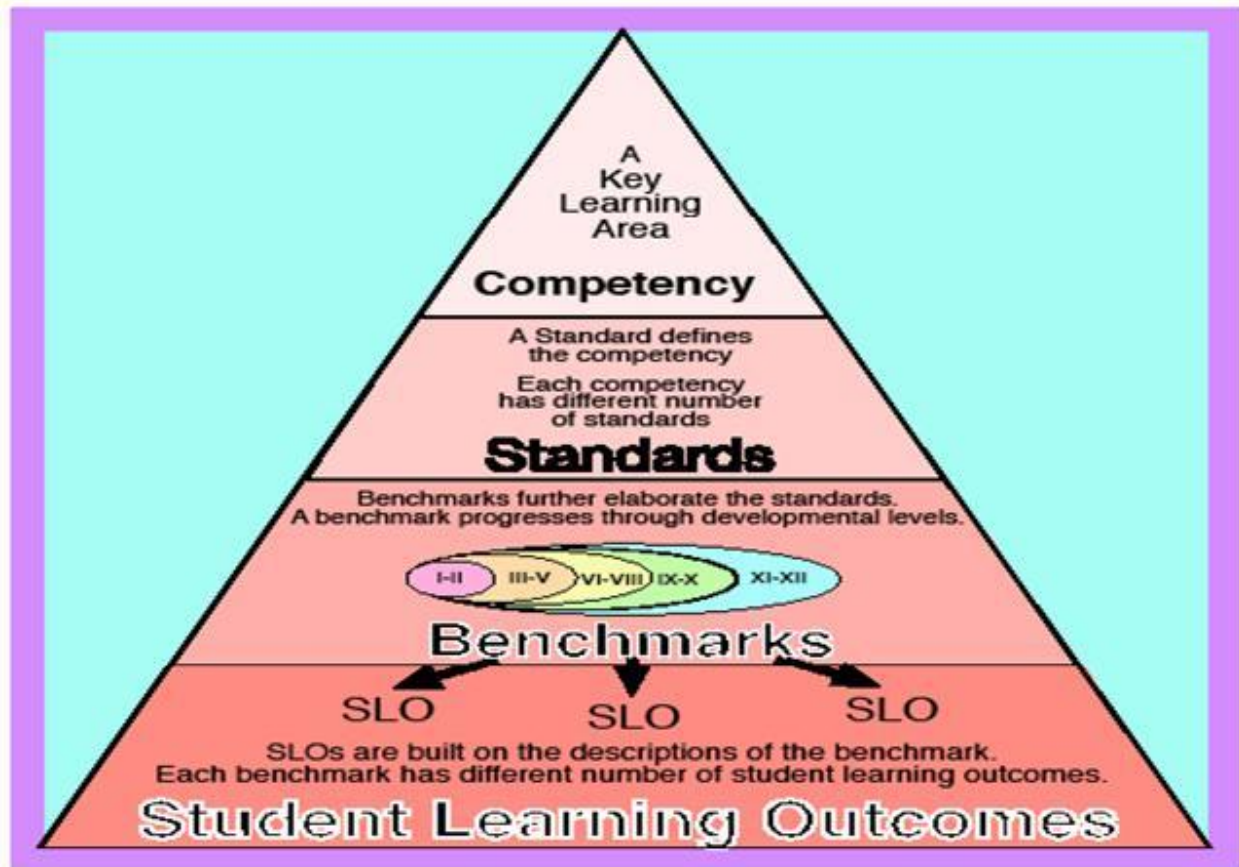 A
Key
Learning
Area
Competency
A Standard defines
the competency
Each competency
has different number
of standards
Standards
Benchmarks further elaborate the standards.
A benchmark progresses through developmental levels.
I-II III-V VI-VIII IX-X XI-XII
Benchmarks
SLO SLO SLO
SLOs are built on the descriptions of the benchmark.
Each benchmark has different number of student learning outcomes.
Student Learning Outcomes